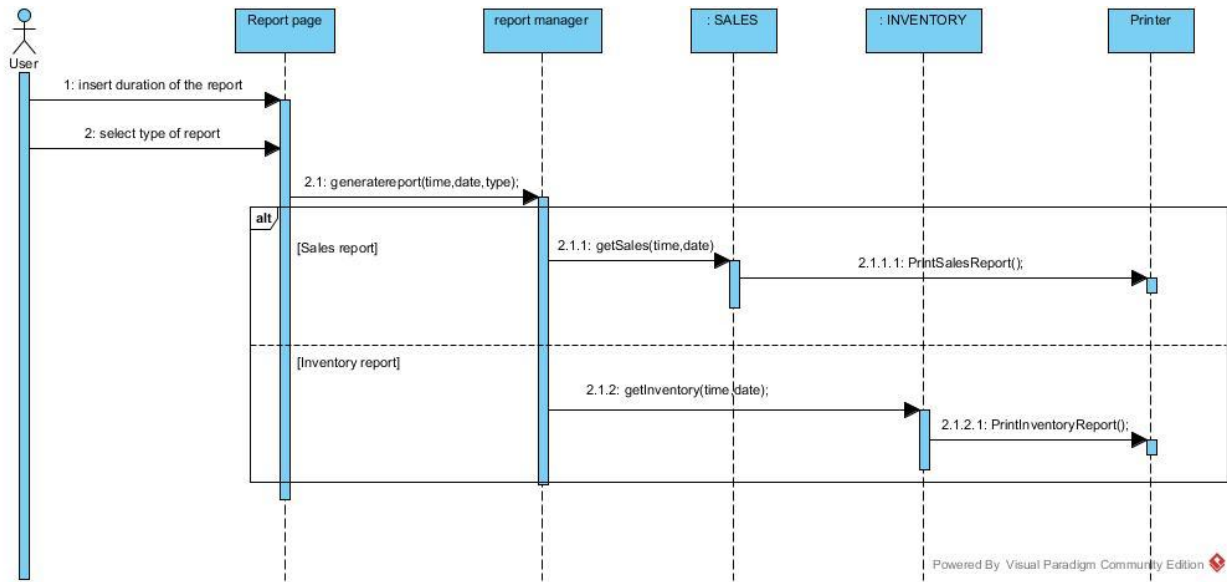 Report page
report manager
: SALES
: INVENTORY
Printer
User
1: insert duration of the report
2: select type of report
2.1: generatereport(time,date,type);
alt
[Sales report]
2.1.1: getSales(time,date)
2.1.1.1: PrintSalesReport();
[Inventory report]
2.1.2: getInventory(time,date);
2.1.2.1: PrintInventoryReport();
Powered By Visual Paradigm Community Edition